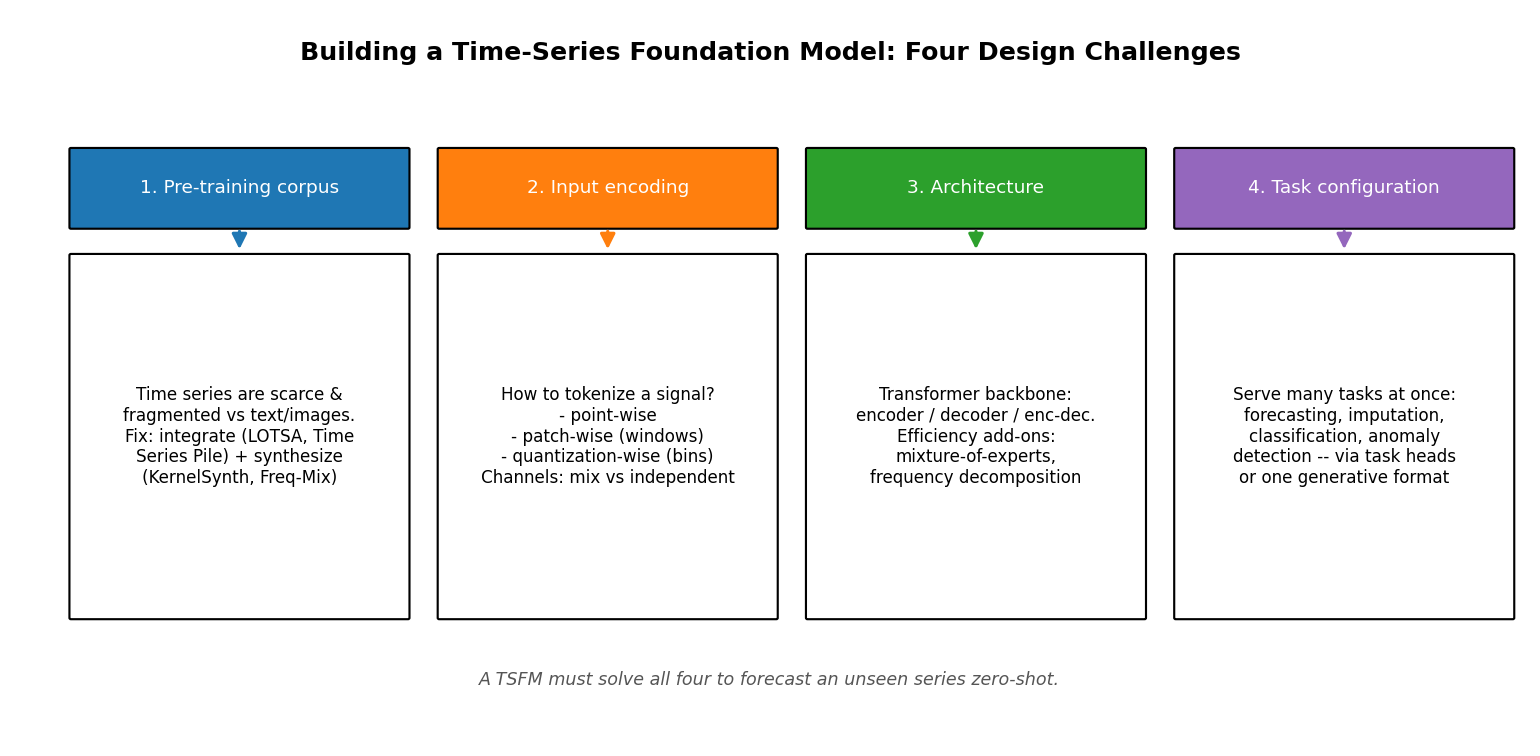 Building a Time-Series Foundation Model: Four Design Challenges
1. Pre-training corpus
Time series are scarce &
fragmented vs text/images.
Fix: integrate (LOTSA, Time
Series Pile) + synthesize
(KernelSynth, Freq-Mix)
2. Input encoding
How to tokenize a signal?
- point-wise
- patch-wise (windows)
- quantization-wise (bins)
Channels: mix vs independent
3. Architecture
Transformer backbone:
encoder / decoder / enc-dec.
Efficiency add-ons:
mixture-of-experts,
frequency decomposition
4. Task configuration
Serve many tasks at once:
forecasting, imputation,
classification, anomaly
detection -- via task heads
or one generative format
A TSFM must solve all four to forecast an unseen series zero-shot.